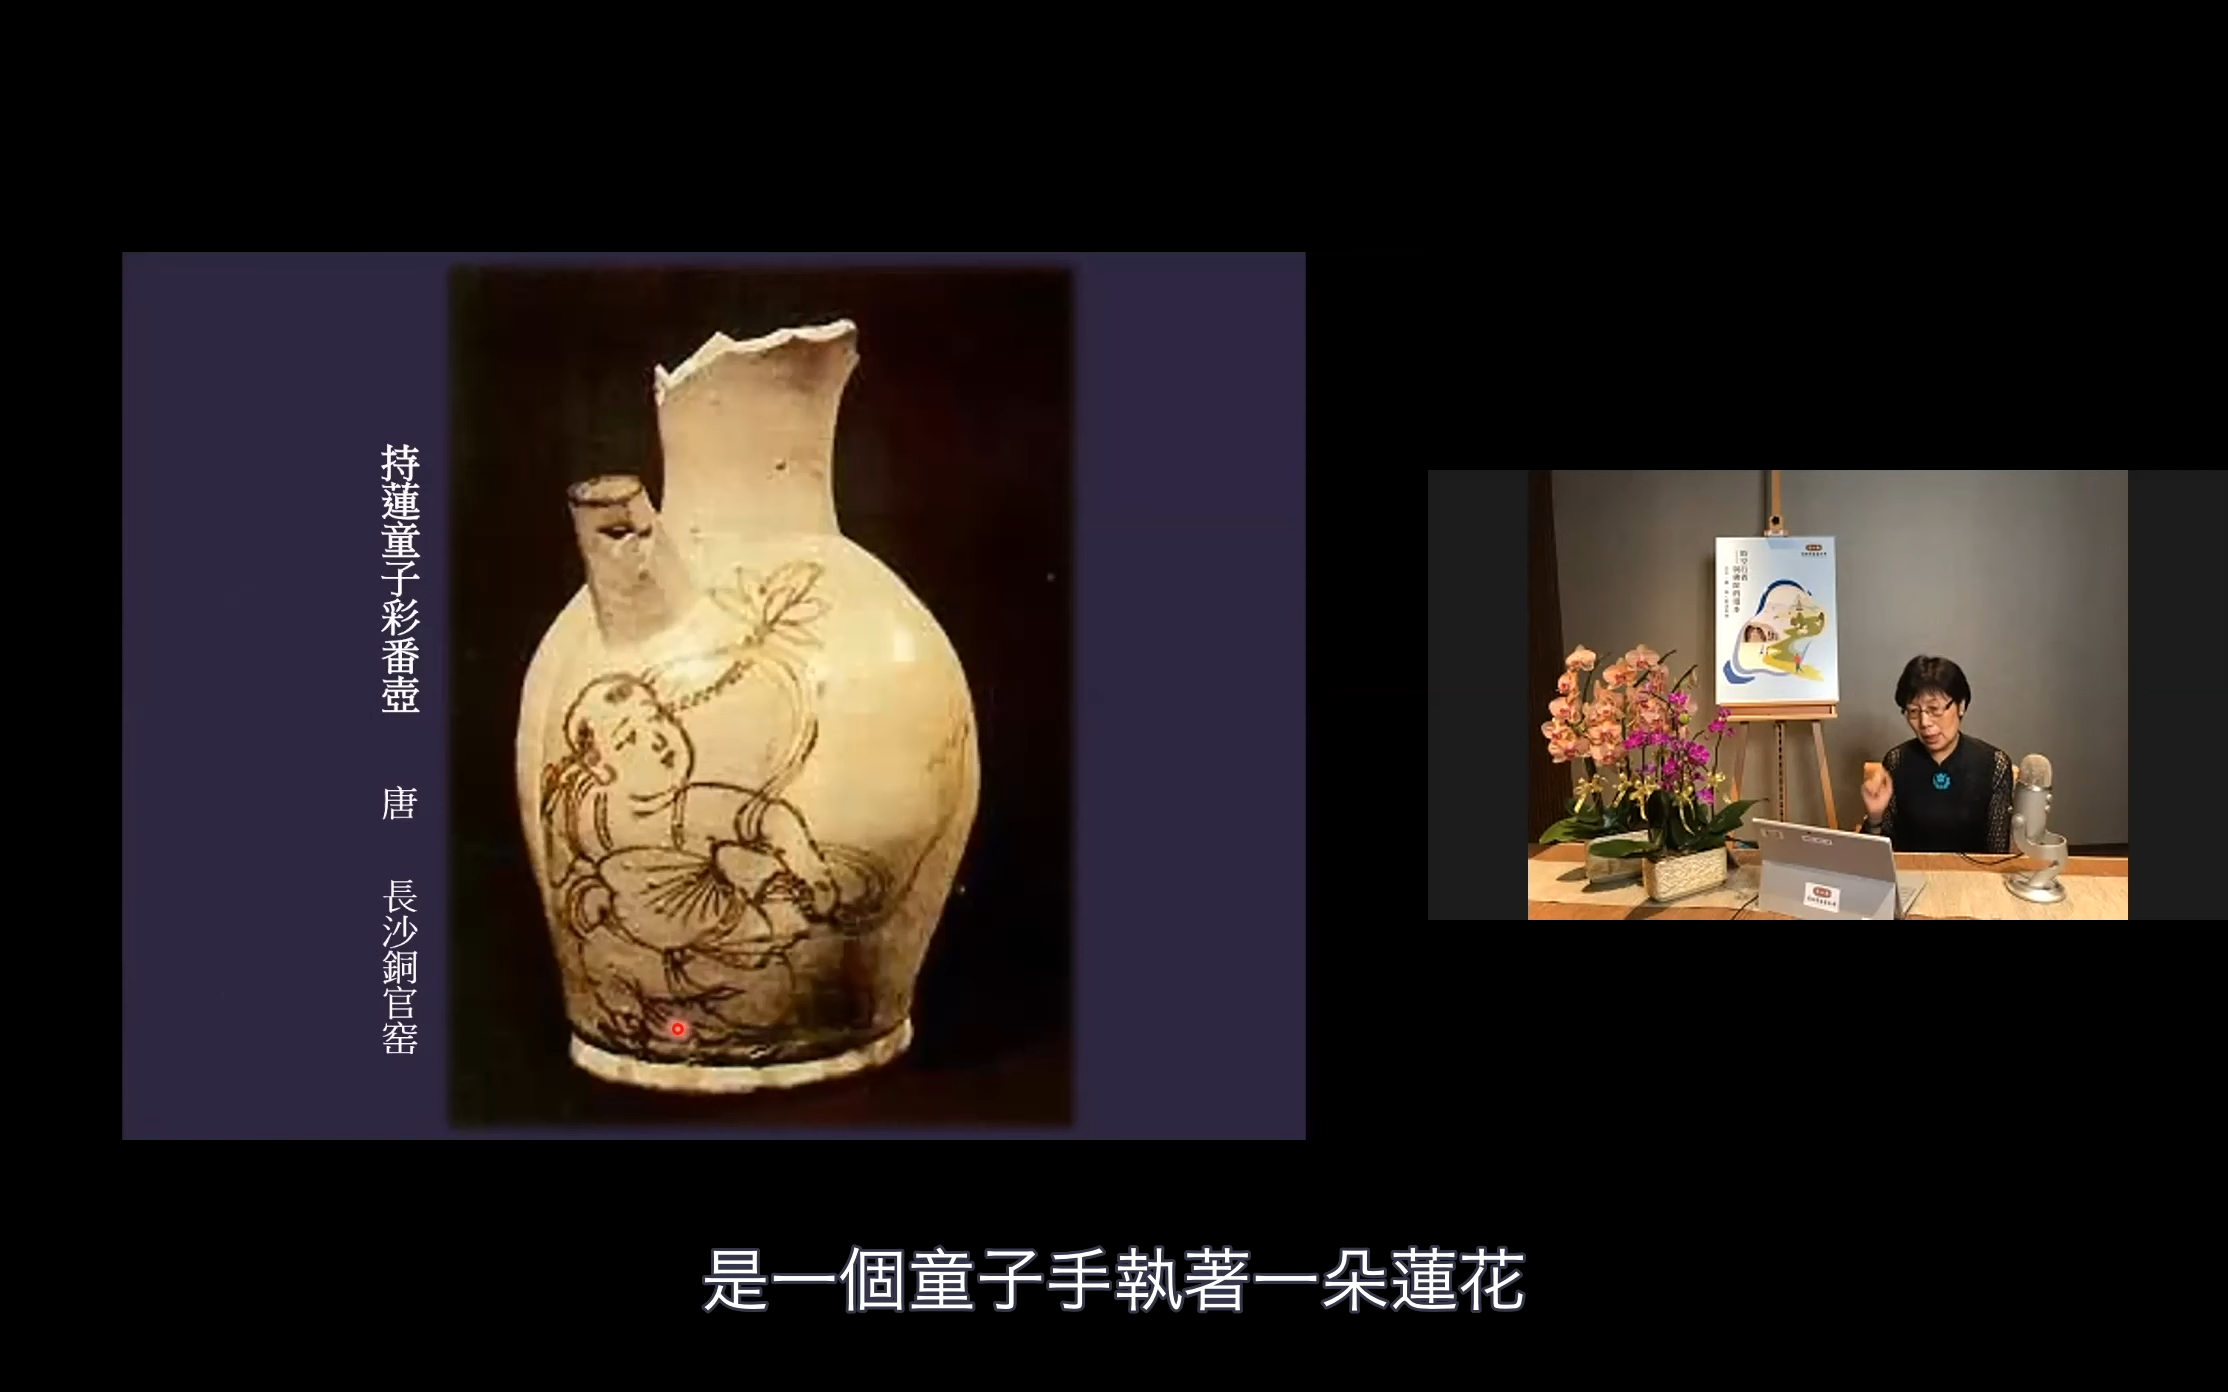 持蓮童子彩番壺 唐 長沙銅官窑
是一個童子手執著一朵蓮花